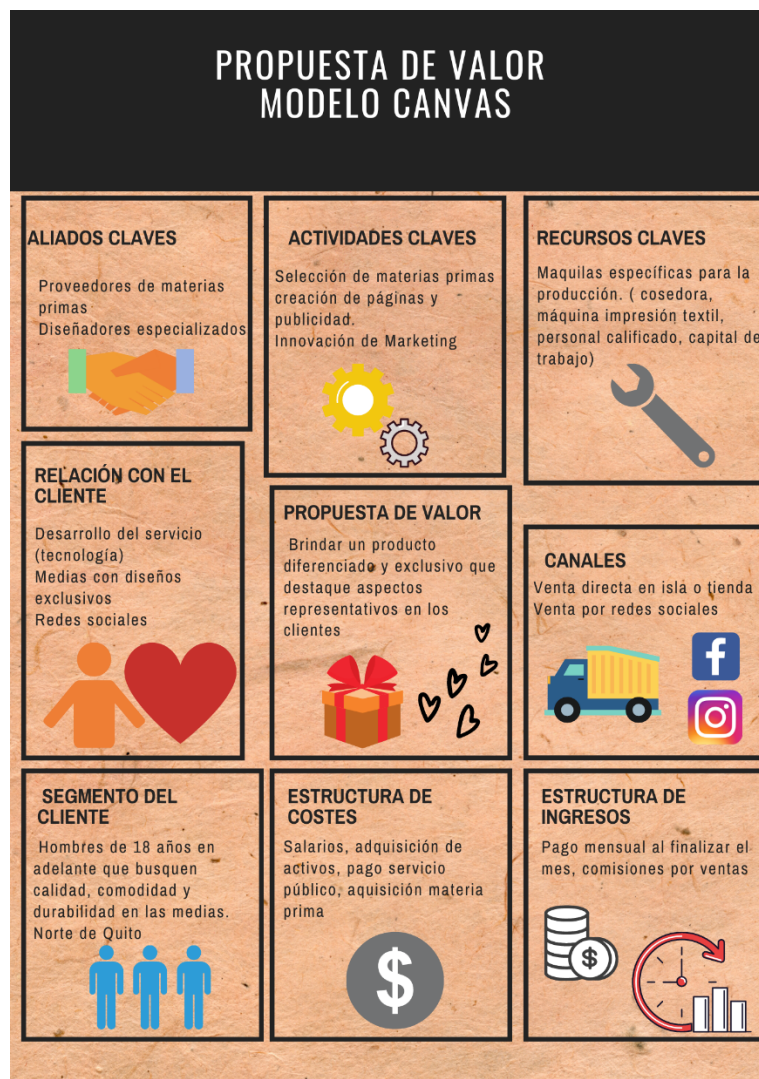 PROPUESTA DE VALOR
MODELO CANVAS
ALIADOS CLAVES
Proveedores de materias
primas
Diseñadores especializados
ACTIVIDADES CLAVES
Selección de materias primas
creación de páginas y
publicidad.
Innovación de Marketing
RECURSOS CLAVES
Maquilas específicas para la
producción. ( cosedora,
máquina impresión textil,
personal calificado, capital de
trabajo)
RELACIÓN CON EL
CLIENTE
Desarrollo del servicio
(tecnología)
Medias con diseños
exclusivos
Redes sociales
PROPUESTA DE VALOR
Brindar un producto
diferenciado y exclusivo que
destaque aspectos
representativos en los
clientes
CANALES
Venta directa en isla o tienda
Venta por redes sociales
f
SEGMENTO DEL
CLIENTE
Hombres de 18 años en
adelante que busquen
calidad, comodidad y
durabilidad en las medias.
Norte de Quito
ESTRUCTURA DE
COSTES
Salarios, adquisición de
activos, pago servicio
público, aquisición materia
prima
$
ESTRUCTURA DE
INGRESOS
Pago mensual al finalizar el
mes, comisiones por ventas
$